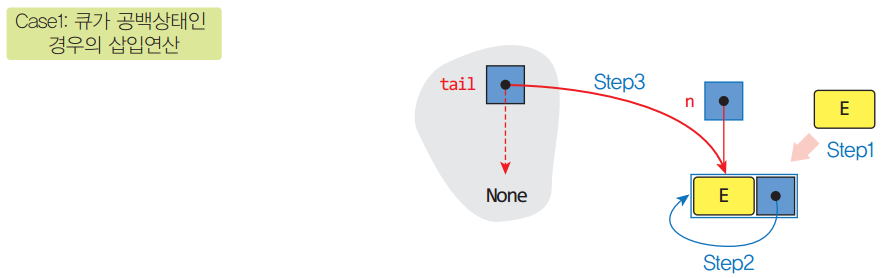 Case1: 큐가 공백상태인
경우의 삽입연산
tail
Step3
n
E
Step1
None
E
Step2